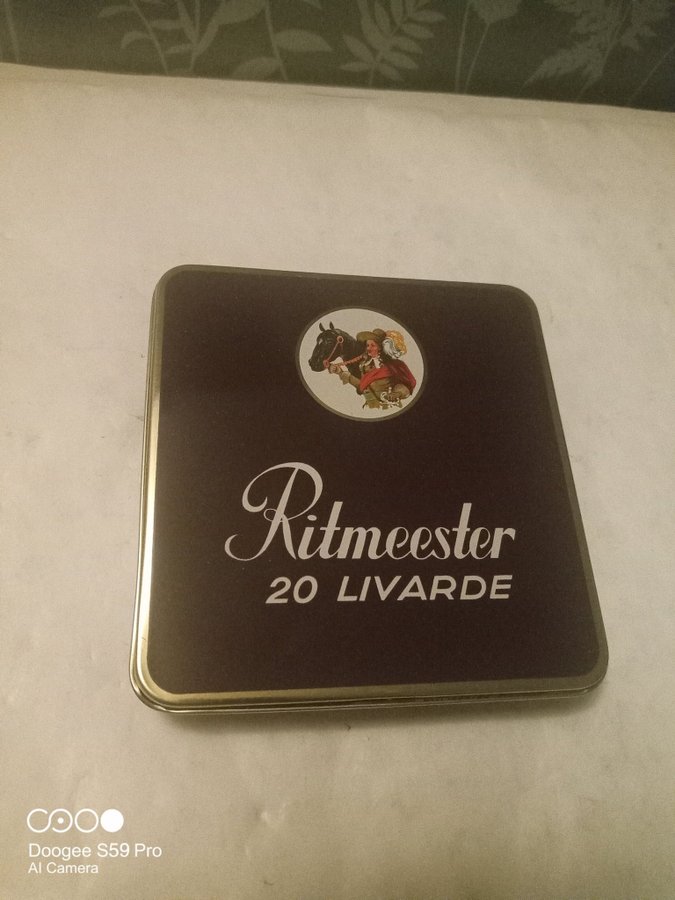 Ritmeester
20 LIVARDE
Doogee S59 Pro
AI Camera